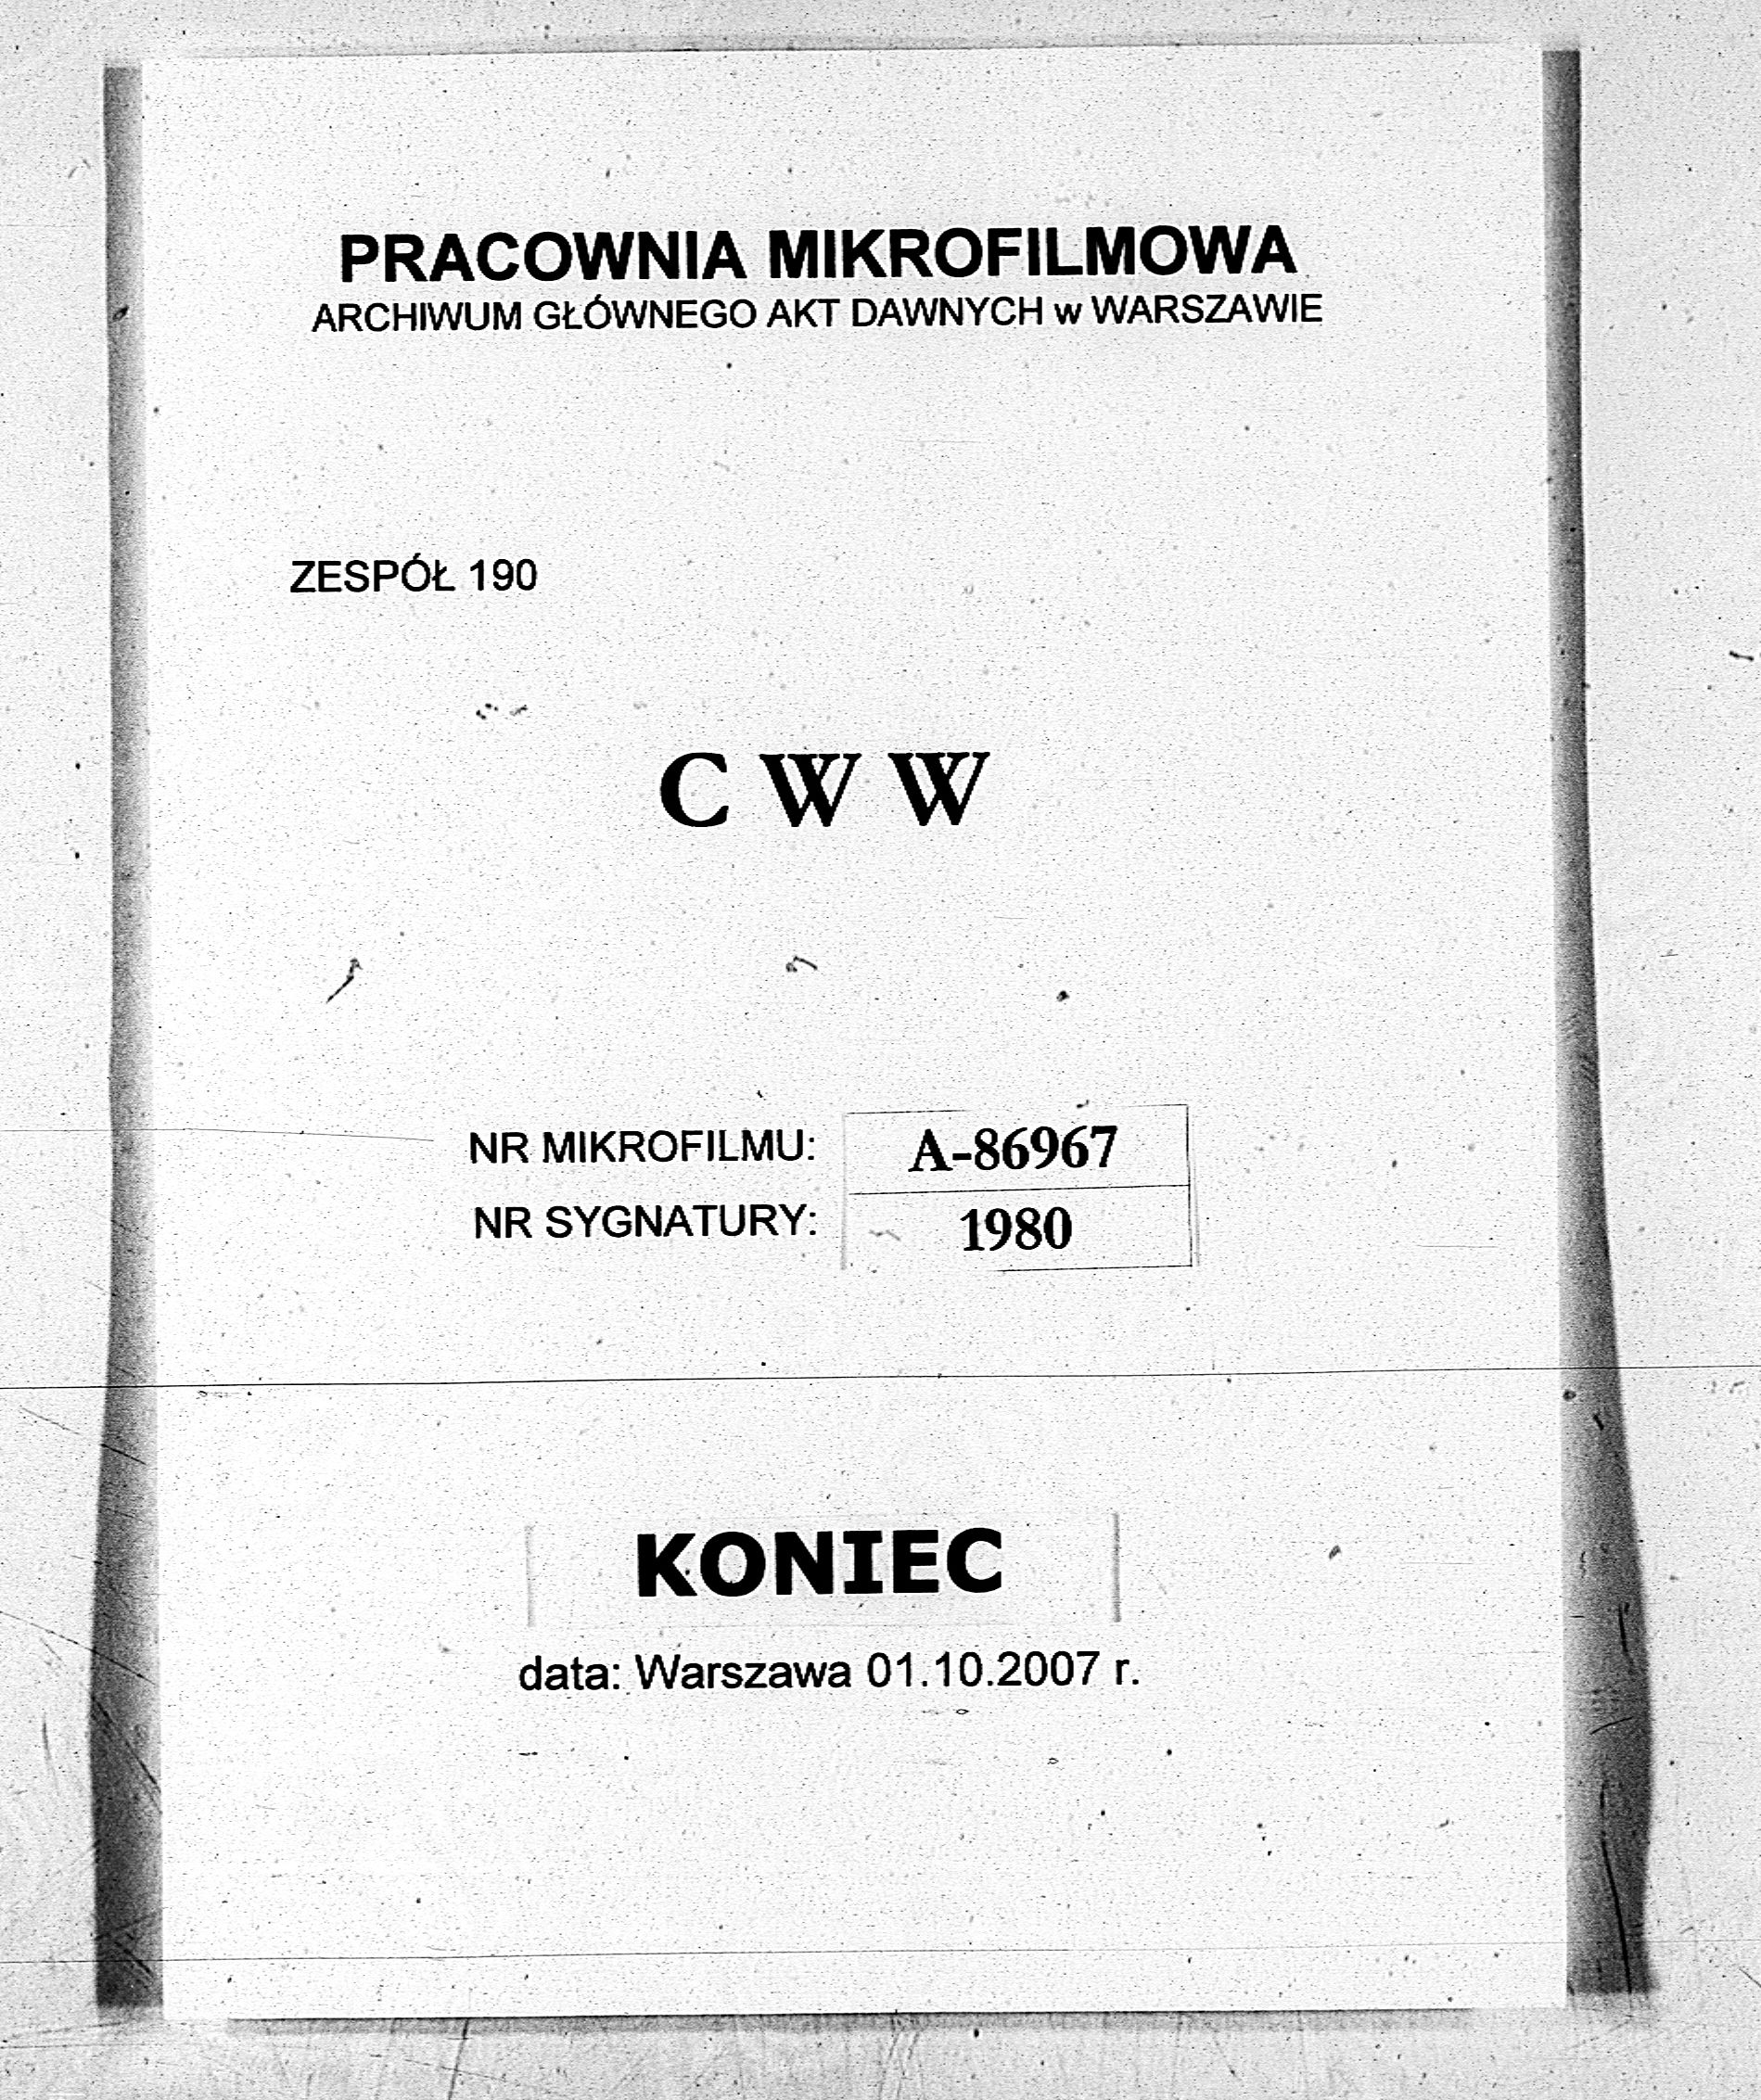 PRACOWNIA MIKROFILMOWA
ARCHIWUM GŁÓWNEGO AKT DAWNYCH w WARSZAWIE
ZESPÓŁ 190
C W W
NR MIKROFILMU: A-86967
NR SYGNATURY: 1980
KONIEC
data: Warszawa 01.10.2007 r.